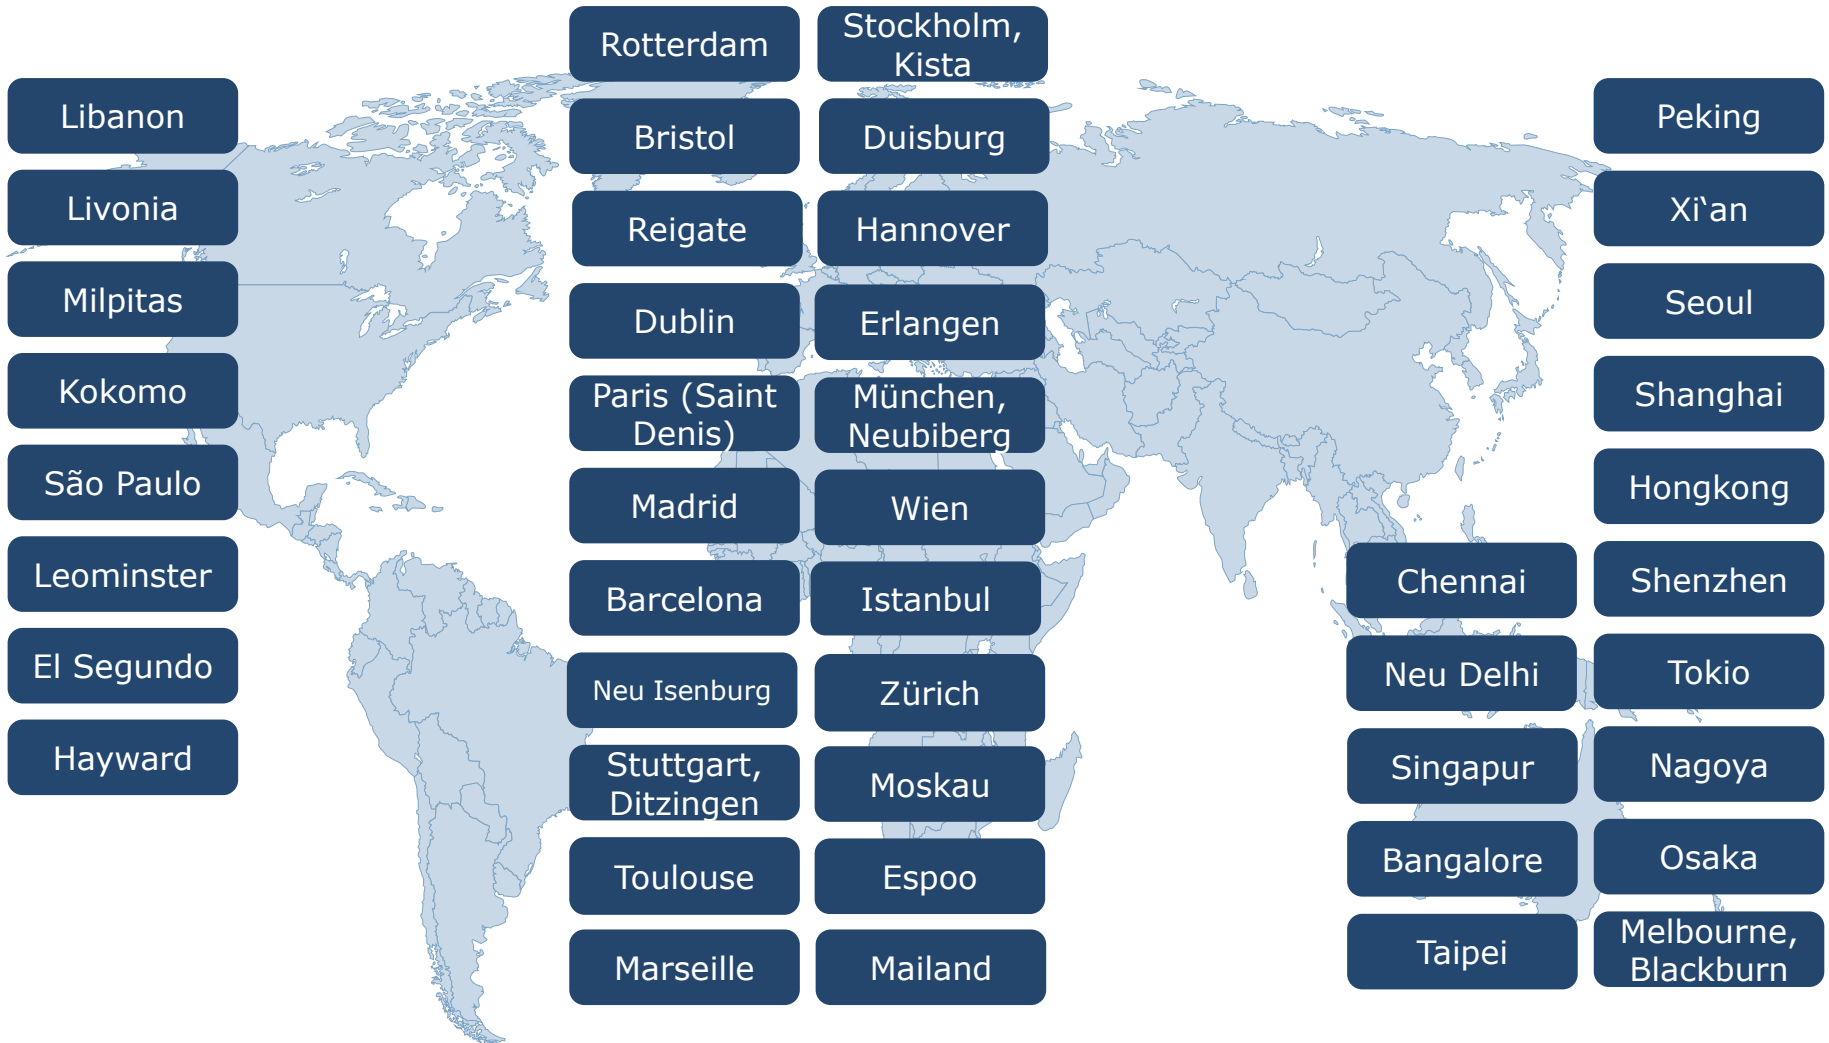 Libanon
Livonia
Milpitas
Kokomo
São Paulo
Leominster
El Segundo
Hayward
Rotterdam
Bristol
Reigate
Dublin
Paris (Saint
Denis)
Madrid
Barcelona
Neu Isenburg
Stuttgart,
Ditzingen
Toulouse
Marseille
Stockholm,
Kista
Duisburg
Hannover
Erlangen
München,
Neubiberg
Wien
Istanbul
Zürich
Moskau
Espoo
Mailand
Chennai
Neu Delhi
Singapur
Bangalore
Taipei
Peking
Xi‘an
Seoul
Shanghai
Hongkong
Shenzhen
Tokio
Nagoya
Osaka
Melbourne,
Blackburn